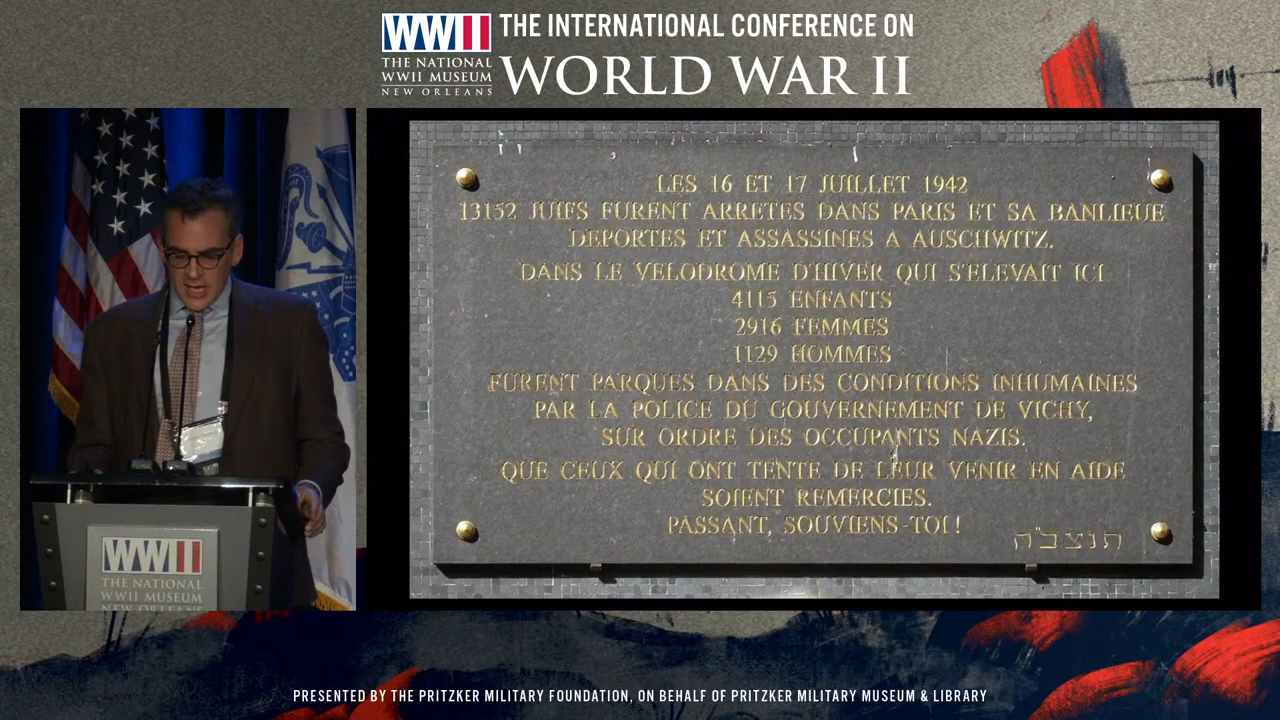 WWII
THE NATIONAL
WWII MUSEUM
NEW ORLEANS
THE INTERNATIONAL CONFERENCE ON
WORLD WAR II
LES 16 ET 17 JUILLET 1942
13152 JUIFS FURENT ARRETES DANS PARIS ET SA BANLIEUE
DEPORTES ET ASSASSINES A AUSCHWITZ.
DANS LE VELODROME D'HIVER QUI S'ELEVAIT ICI
4115 ENFANTS
2916 FEMMES
1129 HOMMES
FURENT PARQUES DANS DES CONDITIONS INHUMAINES
PAR LA POLICE DU GOUVERNEMENT DE VICHY,
SUR ORDRE DES OCCUPANTS NAZIS.
QUE CEUX QUI ONT TENTE DE LEUR VENIR EN AIDE
SOIENT REMERCIES.
PASSANT, SOUVIENS-TOI !
תנצב״ה
WWII
THE NATIONAL
WWII MUSEUM
NEW ORLEANS
PRESENTED BY THE PRITZKER MILITARY FOUNDATION, ON BEHALF OF PRITZKER MILITARY MUSEUM & LIBRARY